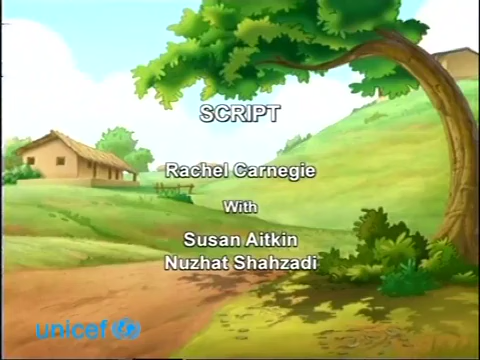 SCRIPT
Rachel Carnegie
With
Susan Aitkin
Nuzhat Shahzadi
unicef